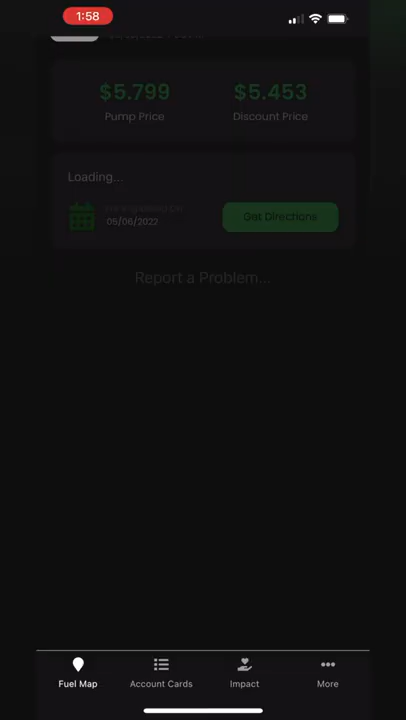 1:58
$5.799 $5.453
Pump Price Discount Price
Loading...
05/06/2022
Get Directions
Report a Problem...
Fuel Map Account Cards Impact More